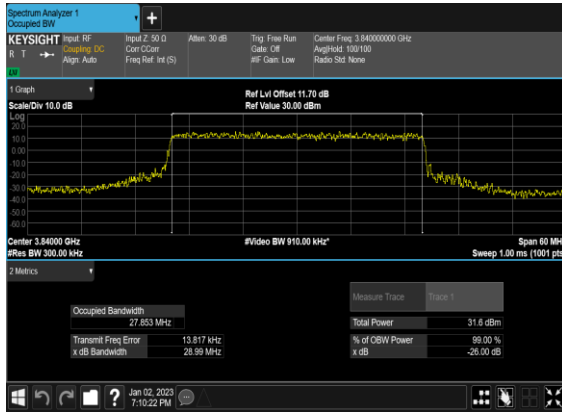 Spectrum Analyzer 1
Occupied BW
+
KEYSIGHT Input: RF Input Z: 50 Ω Atten: 30 dB Trig: Free Run Center Freq: 3.840000000 GHz
R T Coupling: DC Corr CCorr Gate: Off Avg|Hold: 100/100
Align: Auto Freq Ref: Int (S) #IF Gain: Low Radio Std: None
1 Graph
Ref Lvl Offset 11.70 dB
Scale/Div 10.0 dB Ref Value 30.00 dBm
Log
20.0
10.0
0.00
-10.0
-20.0
-30.0
-40.0
-50.0
-60.0
Center 3.84000 GHz #Video BW 910.00 kHz* Span 60 MH
#Res BW 300.00 kHz Sweep 1.00 ms (1001 pts
2 Metrics
Measure Trace Trace 1
Occupied Bandwidth
27.853 MHz Total Power 31.6 dBm
Transmit Freq Error 13.817 kHz % of OBW Power 99.00 %
x dB Bandwidth 28.99 MHz x dB -26.00 dB
?
Jan 02, 2023
7:10:22 PM